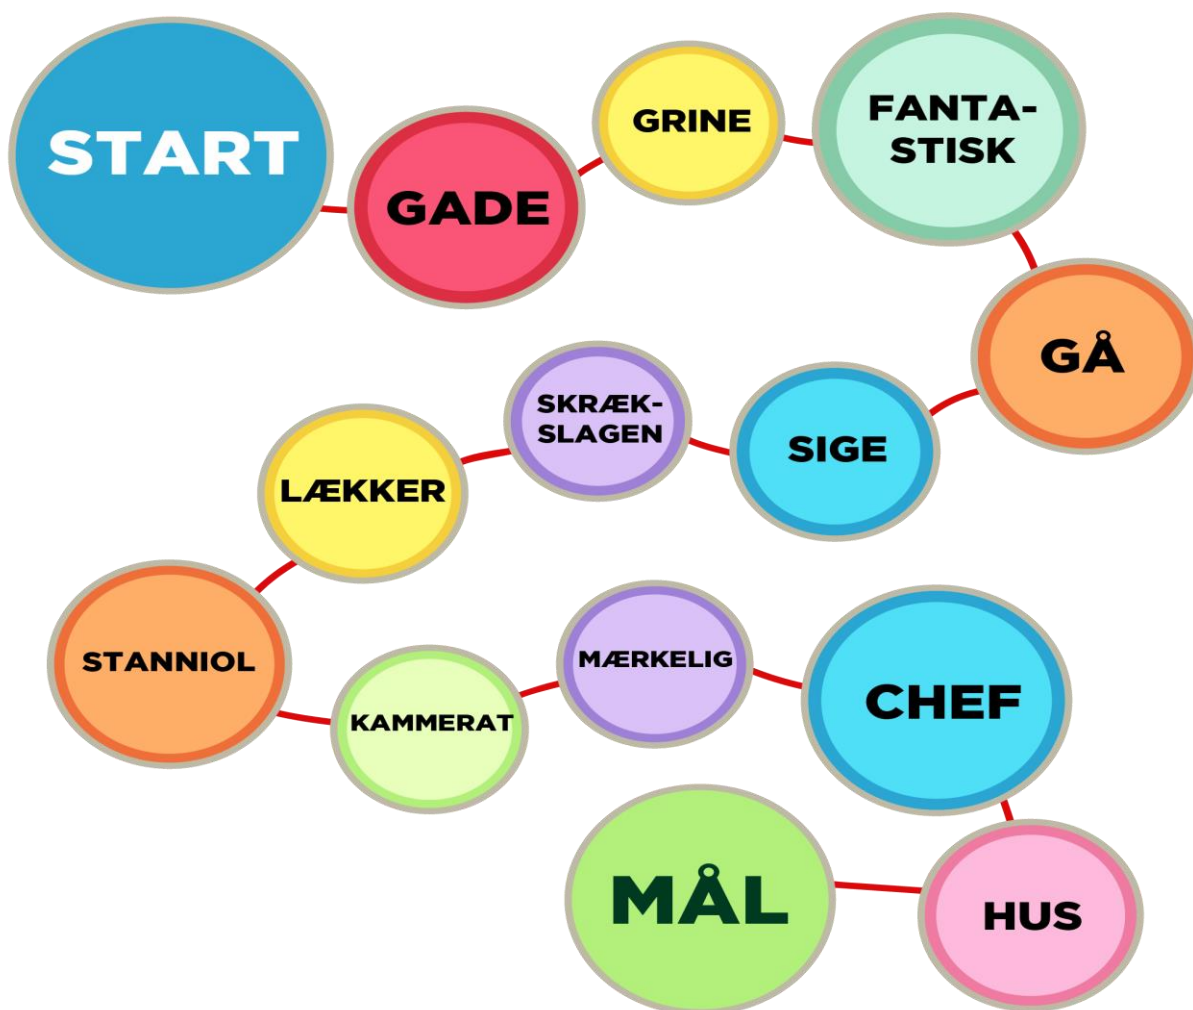 START
GADE
GRINE
FANTA-
STISK
GÅ
SIGE
SKRÆK-
SLAGEN
LÆKKER
STANNIOL
KAMMERAT
MÆRKELIG
CHEF
HUS
MÅL